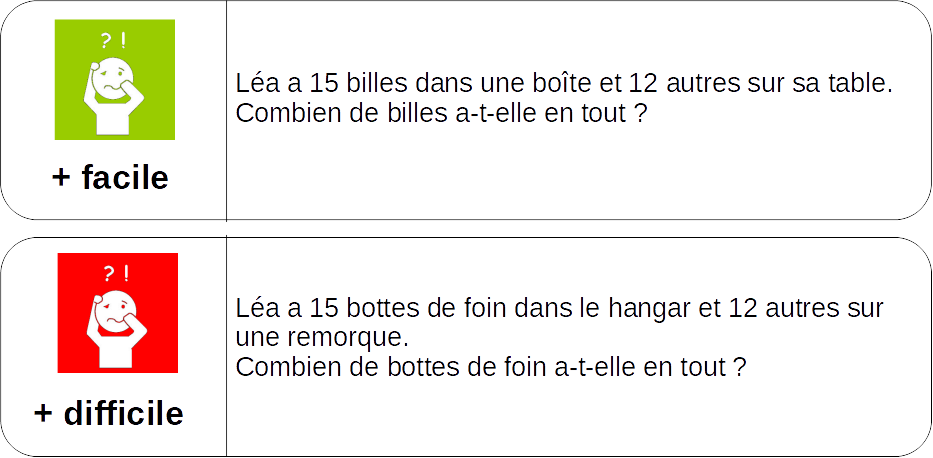 ? !
Léa a 15 billes dans une boîte et 12 autres sur sa table.
Combien de billes a-t-elle en tout ?
+ facile
? !
Léa a 15 bottes de foin dans le hangar et 12 autres sur
une remorque.
Combien de bottes de foin a-t-elle en tout ?
+ difficile